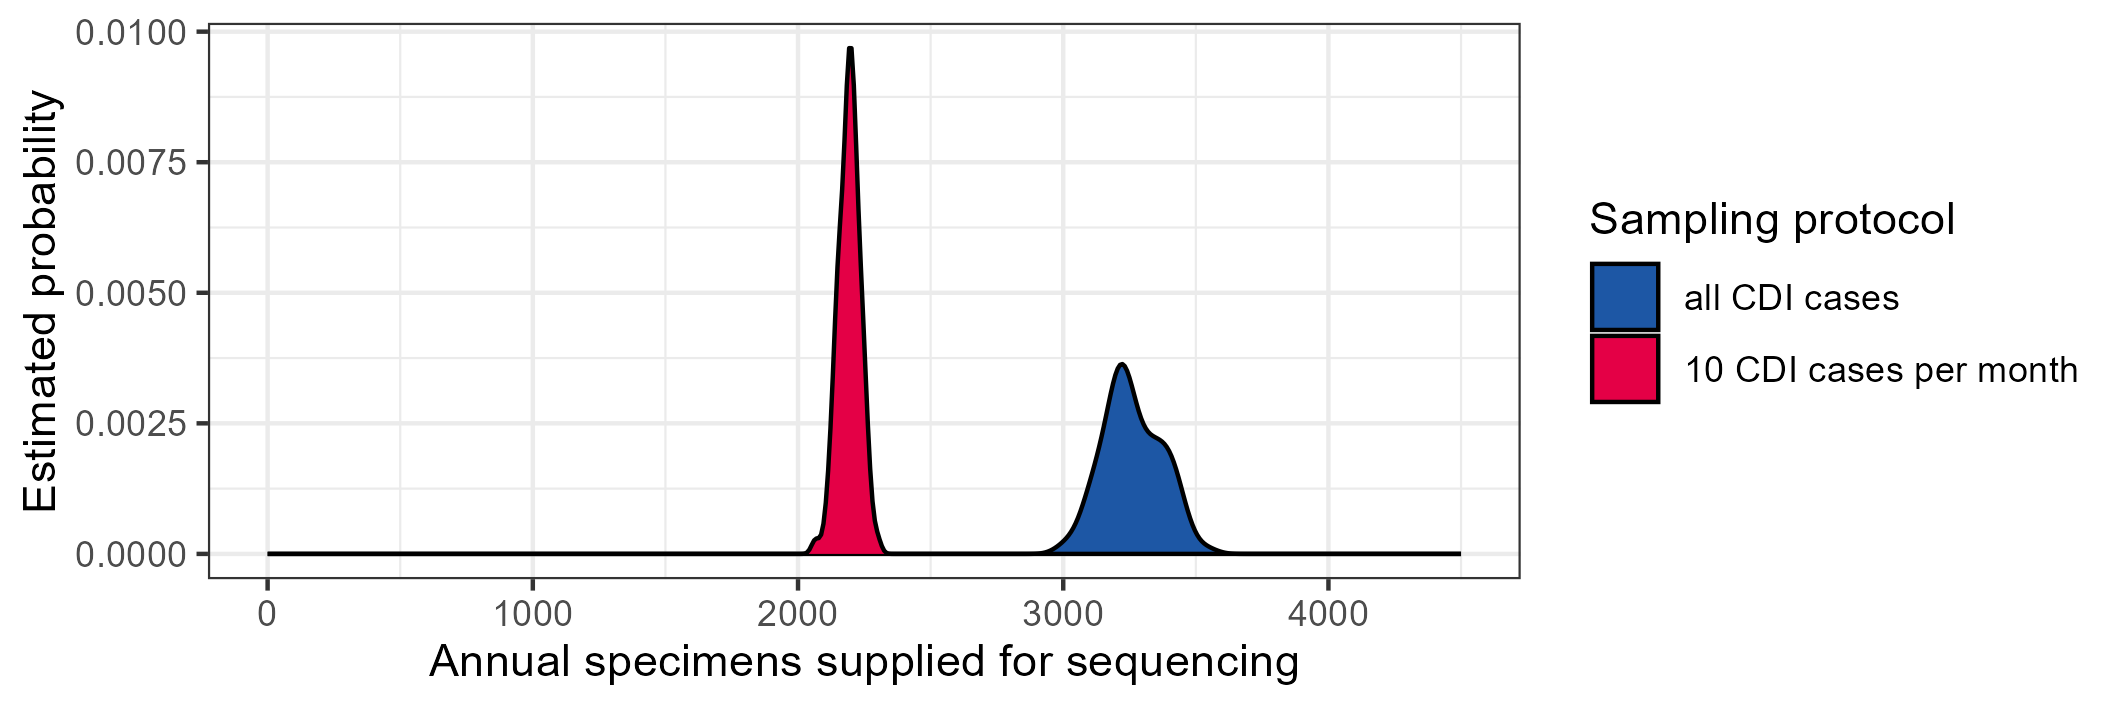 Estimated probability
0.0100
0.0075
0.0050
0.0025
0.0000
0
1000
2000
3000
4000
Annual specimens supplied for sequencing
Sampling protocol
all CDI cases
10 CDI cases per month